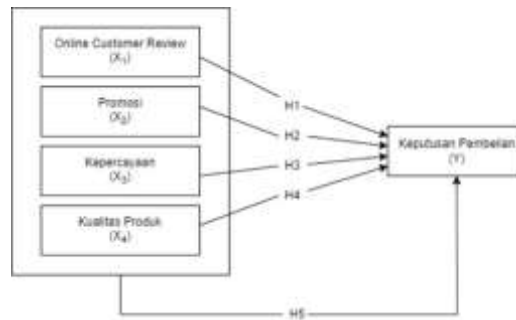 Online Customer Review
(X₁)
H1
Promosi
(X₂)
H2
Keputusan Pembelian
(Y)
Kepercayaan
(X₃)
H3
H4
Kualitas Produk
(X₄)
H5